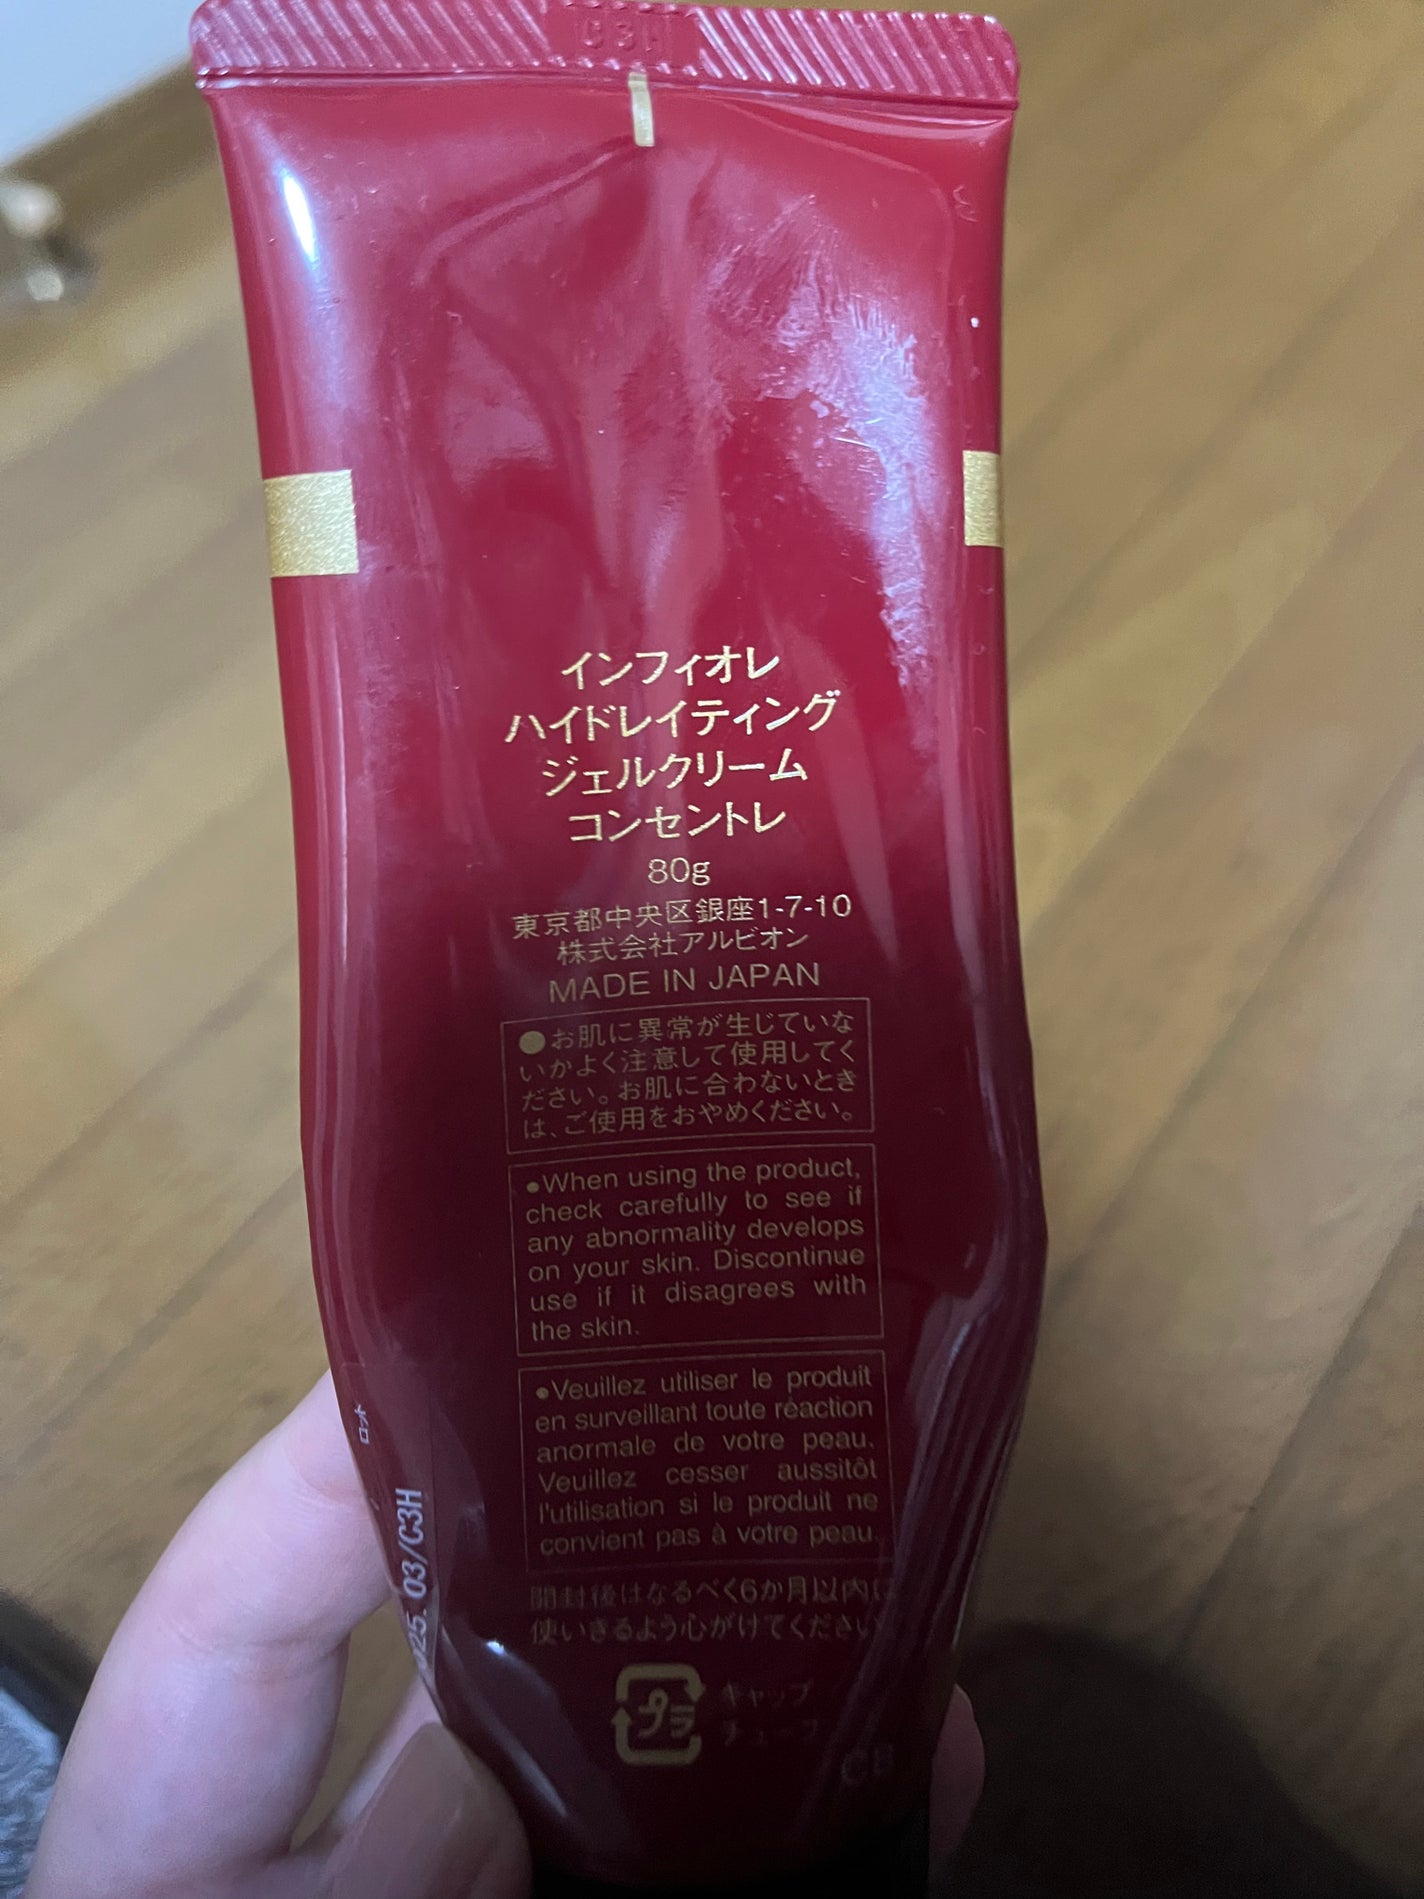 C3H
インフィオレ
ハイドレイティング
ジェルクリーム
コンセントレ
80g
東京都中央区銀座1-7-10
株式会社アルビオン
MADE IN JAPAN
●お肌に異常が生じていな
いかよく注意して使用してく
ださい。お肌に合わないとき
は、ご使用をおやめください。
●When using the product,
check carefully to see if
any abnormality develops
on your skin. Discontinue
use if it disagrees with
the skin.
●Veuillez utiliser le produit
en surveillant toute réaction
anormale de votre peau.
Veuillez cesser aussitôt
l'utilisation si le produit ne
convient pas à votre peau.
開封後はなるべく6か月以内に
使いきるよう心がけてください
プラ
キャップ
チューブ
25. 03/C3H